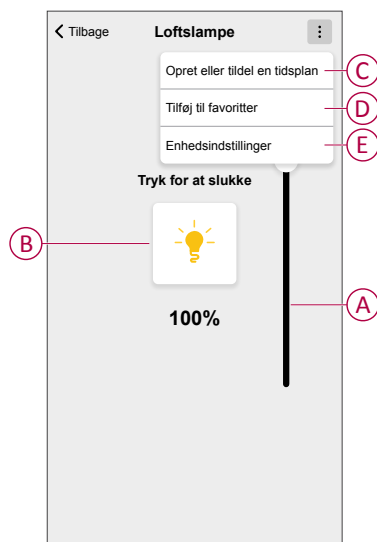 Tilbage
Loftslampe
Opret eller tildel en tidsplan
C
Tilføj til favoritter
D
Enhedsindstillinger
E
Tryk for at slukke
B
100%
A